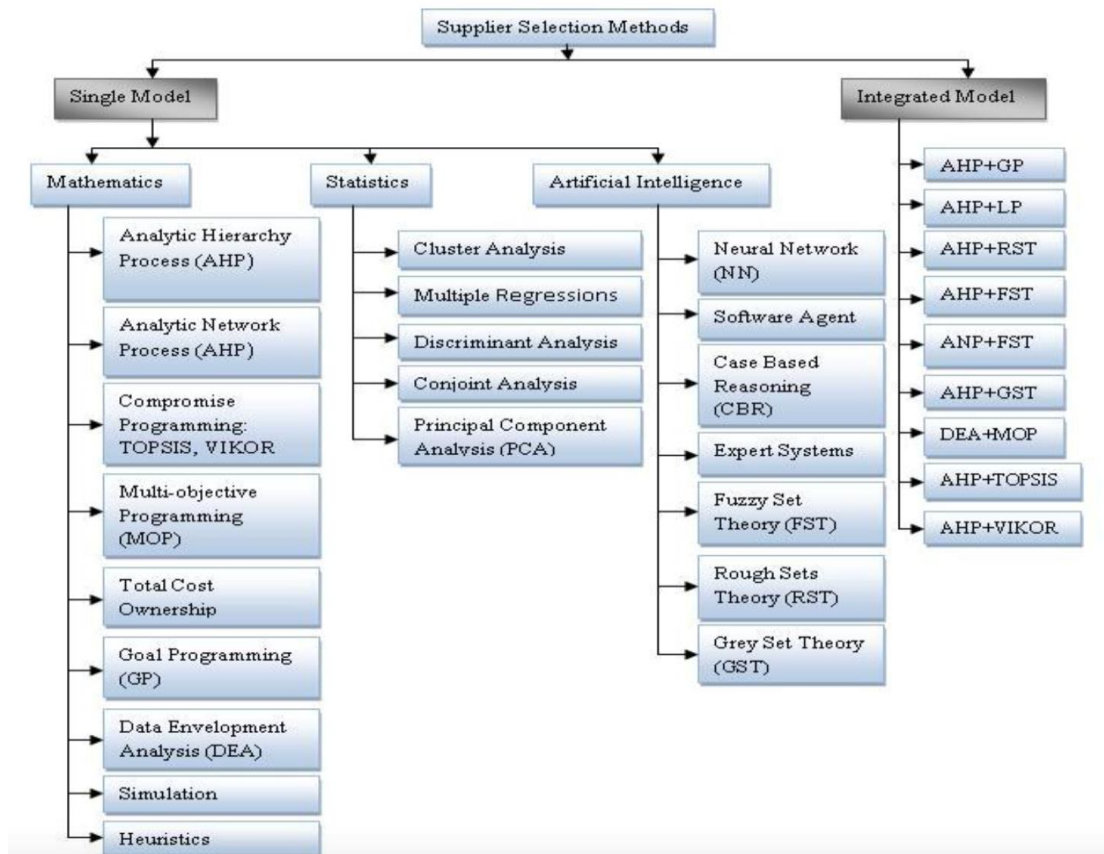 Supplier Selection Methods
Single Model
Integrated Model
Mathematics
Statistics
Artificial Intelligence
Analytic Hierarchy
Process (AHP)
Analytic Network
Process (AHP)
Compromise
Programming:
TOPSIS, VIKOR
Multi-objective
Programming
(MOP)
Total Cost
Ownership
Goal Programming
(GP)
Data Envelopment
Analysis (DEA)
Simulation
Heuristics
Cluster Analysis
Multiple Regressions
Discriminant Analysis
Conjoint Analysis
Principal Component
Analysis (PCA)
Neural Network
(NN)
Software Agent
Case Based
Reasoning
(CBR)
Expert Systems
Fuzzy Set
Theory (FST)
Rough Sets
Theory (RST)
Grey Set Theory
(GST)
AHP+GP
AHP+LP
AHP+RST
AHP+FST
ANP+FST
AHP+GST
DEA+MOP
AHP+TOPSIS
AHP+VIKOR